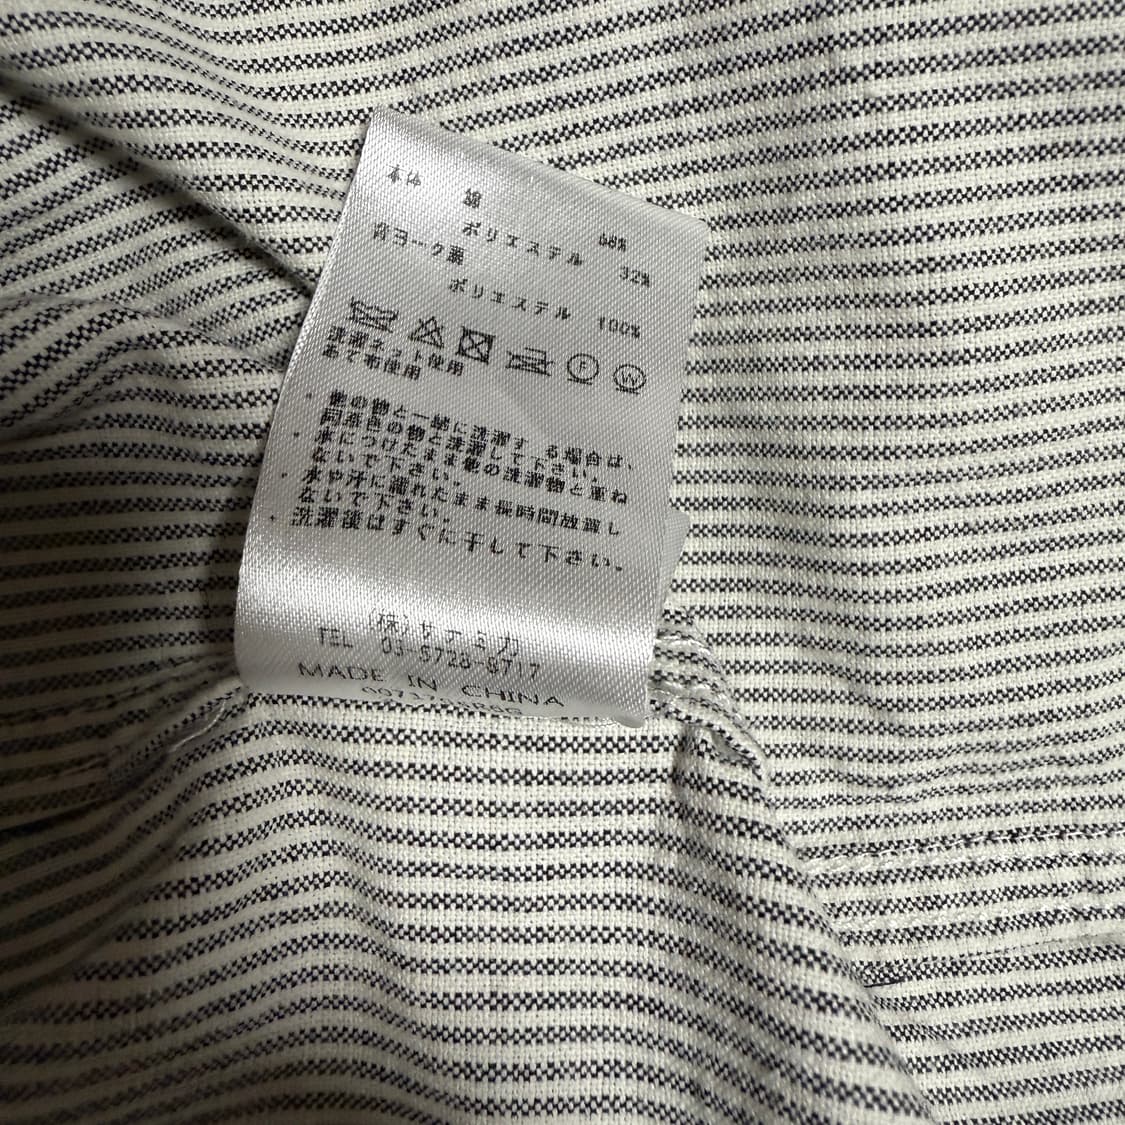 本体 綿 68%
ポリエステル 32%
背ヨーク裏
ポリエステル 100%
F W
洗濯ネット使用
あて布使用
・他の物と一緒に洗濯する場合は、
同系色の物と洗濯して下さい。
・水につけたまま他の洗濯物と重ね
ないで下さい。
・水や汗に濡れたまま長時間放置し
ないで下さい。
・洗濯後はすぐに干して下さい。
(株)サアミカ
TEL 03-5728-8717
MADE IN CHINA